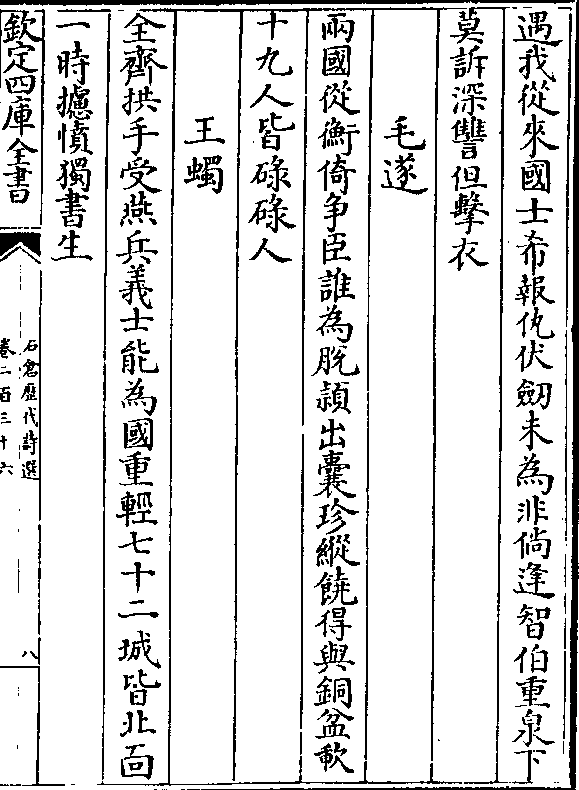 遇我從來國士希報仇伏劒未為非倘逢智伯重泉下
莫訴深讐但擊衣
毛遂
兩國從衡倚争臣誰為脫頴出囊珍縱饒得與銅盆歃
十九人皆碌碌人
王蠋
全齊拱手受燕兵義士能為國重輕七十二城皆北面
一時攄憤獨書生
欽定四庫全書
石倉歴代詩選
卷二百三十六
八